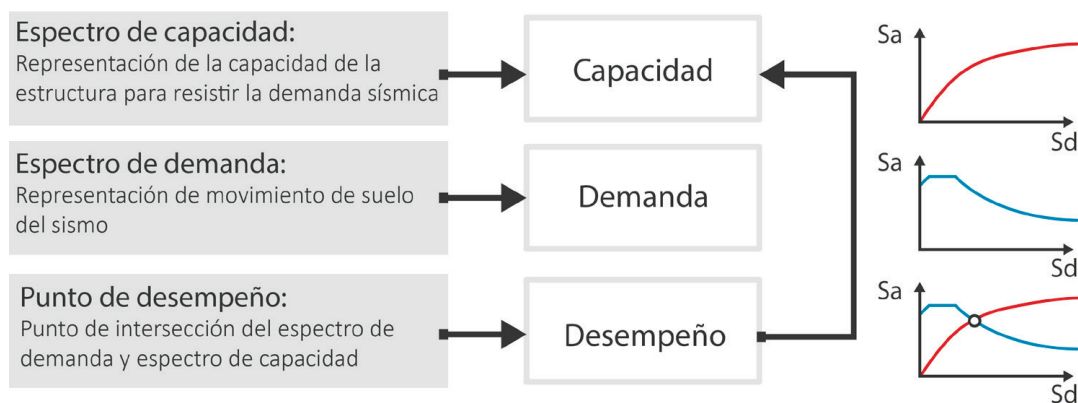 Espectro de capacidad:
Representación de la capacidad de la
estructura para resistir la demanda sísmica
Capacidad
Sa
Sd
Espectro de demanda:
Representación de movimiento de suelo
del sismo
Demanda
Sa
Sd
Punto de desempeño:
Punto de intersección del espectro de
demanda y espectro de capacidad
Desempeño
Sa
Sd